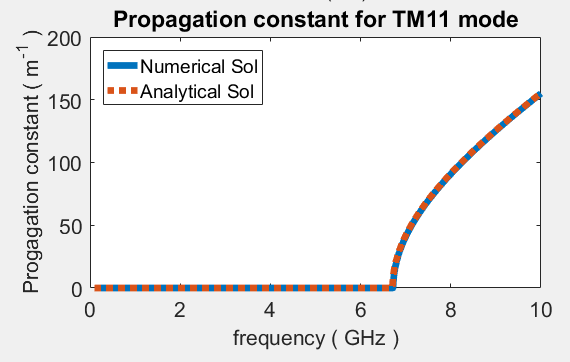 Propagation constant for TM11 mode
Progagation constant ( m-1 )
200
150
100
50
0
Numerical Sol
Analytical Sol
0 2 4 6 8 10
frequency ( GHz )